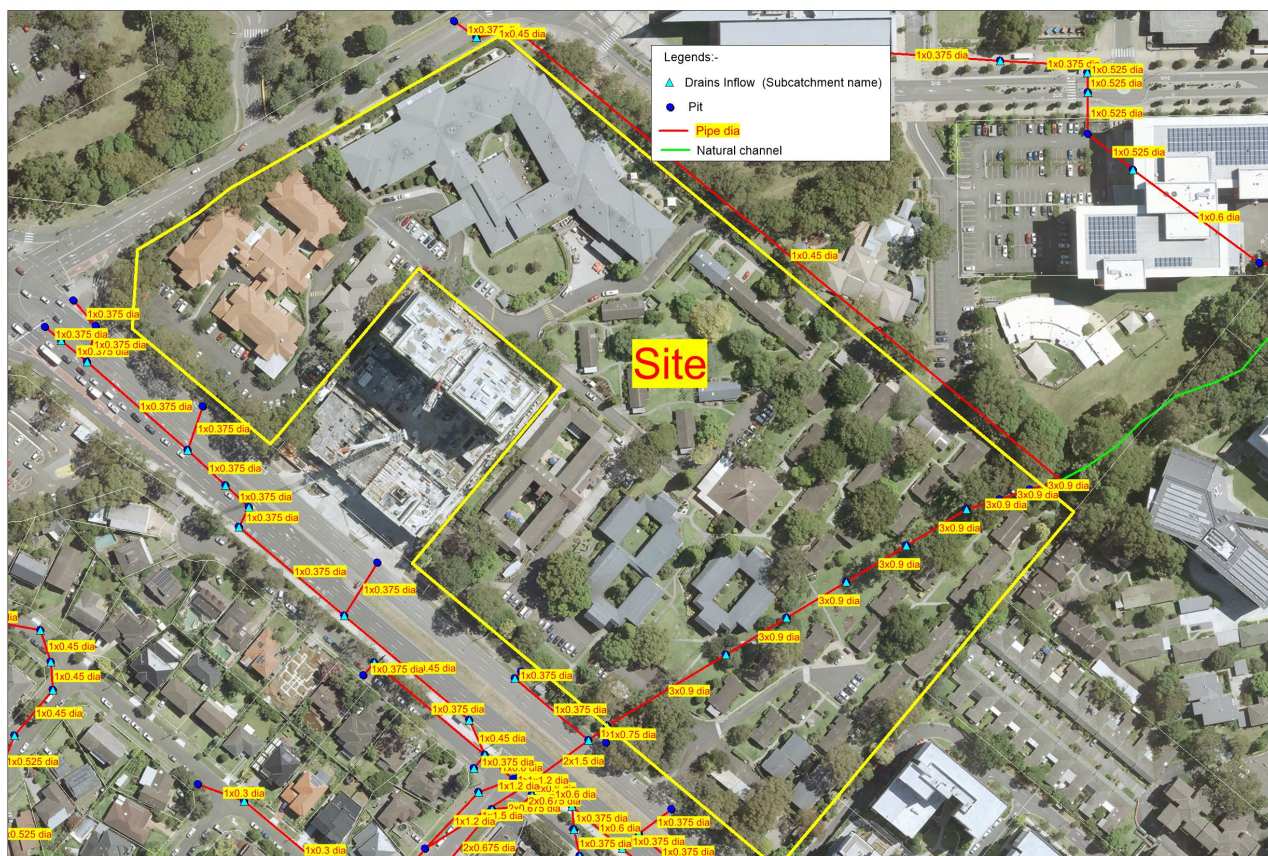 1x0.45 dia
Legends:-
Drains Inflow (Subcatchment name)
Pit
Pipe dia
Natural channel
1x0.375 dia
1x0.375 dia
1x0.525 dia
1x0.525 dia
1x0.525 dia
1x0.525 dia
1x0.6 dia
1x0.45 dia
1x0.375 dia
1x0.375 dia
1x0.375 dia
Site
1x0.375 dia
1x0.375 dia
1x0.375 dia
1x0.375 dia
3x0.9 dia
3x0.9 dia
3x0.9 dia
3x0.9 dia
1x0.375 dia
1x0.375 dia
3x0.9 dia
3x0.9 dia
1x0.45 dia
1x0.45 dia
1x0.45 dia
1x0.375 dia
1x0.375 dia
3x0.9 dia
1x0.375 dia
1x0.75 dia
1x0.45 dia
1x0.525 dia
1x0.375 dia
2x1.5 dia
1x1.2 dia
1x0.3 dia
1x0.6 dia
2x0.675 dia
1x1.5 dia
1x1.2 dia
1x0.375 dia
1x0.6 dia
1x0.375 dia
1x0.375 dia
1x0.375 dia
1x0.375 dia
2x0.675 dia
1x0.3 dia